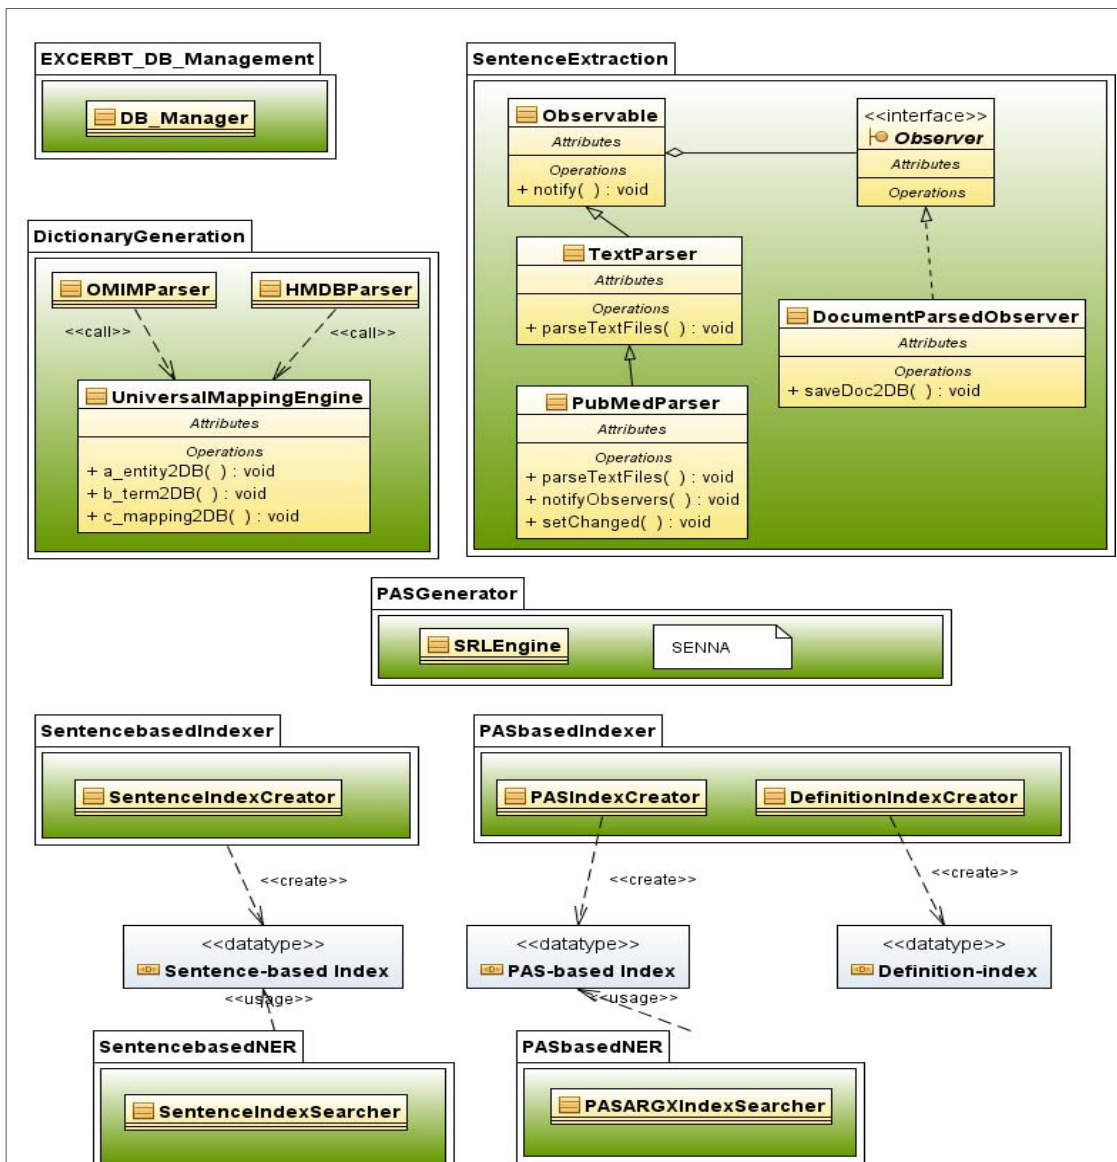 EXCERBT_DB_Management
DB_Manager
SentenceExtraction
Observable
Attributes
Operations
+ notify( ) : void
<<interface>>
Observer
Attributes
Operations
TextParser
Attributes
Operations
+ parseTextFiles( ) : void
DocumentParsedObserver
Attributes
Operations
+ saveDoc2DB( ) : void
PubMedParser
Attributes
Operations
+ parseTextFiles( ) : void
+ notifyObservers( ) : void
+ setChanged( ) : void
DictionaryGeneration
OMIMParser
HMDBParser
<<call>>
<<call>>
UniversalMappingEngine
Attributes
Operations
+ a_entity2DB( ) : void
+ b_term2DB( ) : void
+ c_mapping2DB( ) : void
PASGenerator
SRLEngine
SENNA
SentencebasedIndexer
SentenceIndexCreator
<<create>>
<<datatype>>
<D> Sentence-based Index
<<usage>>
SentencebasedNER
SentenceIndexSearcher
PASbasedIndexer
PASIndexCreator
DefinitionIndexCreator
<<create>>
<<create>>
<<datatype>>
<D> PAS-based Index
<<datatype>>
<D> Definition-index
<<usage>>
PASbasedNER
PASARGXIndexSearcher